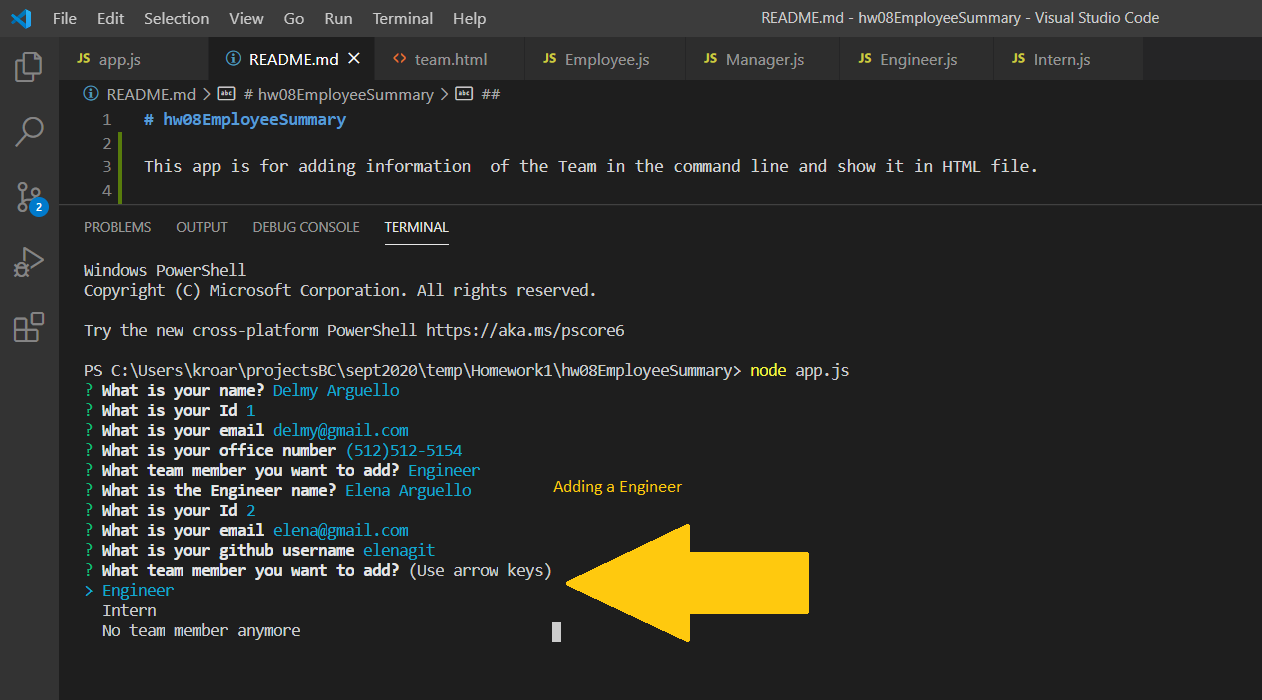 File Edit Selection View Go Run Terminal Help README.md - hw08EmployeeSummary - Visual Studio Code
JS app.js README.md team.html JS Employee.js JS Manager.js JS Engineer.js JS Intern.js
README.md > abc # hw08EmployeeSummary > abc ##
1 # hw08EmployeeSummary
2
3 This app is for adding information  of the Team in the command line and show it in HTML file.
4
2
PROBLEMS OUTPUT DEBUG CONSOLE TERMINAL
Windows PowerShell
Copyright (C) Microsoft Corporation. All rights reserved.
Try the new cross-platform PowerShell https://aka.ms/pscore6
PS C:\Users\kroar\projectsBC\sept2020\temp\Homework1\hw08EmployeeSummary> node app.js
? What is your name? Delmy Arguello
? What is your Id 1
? What is your email delmy@gmail.com
? What is your office number (512)512-5154
? What team member you want to add? Engineer
? What is the Engineer name? Elena Arguello
Adding a Engineer
? What is your Id 2
? What is your email elena@gmail.com
? What is your github username elenagit
? What team member you want to add? (Use arrow keys)
> Engineer
Intern
No team member anymore